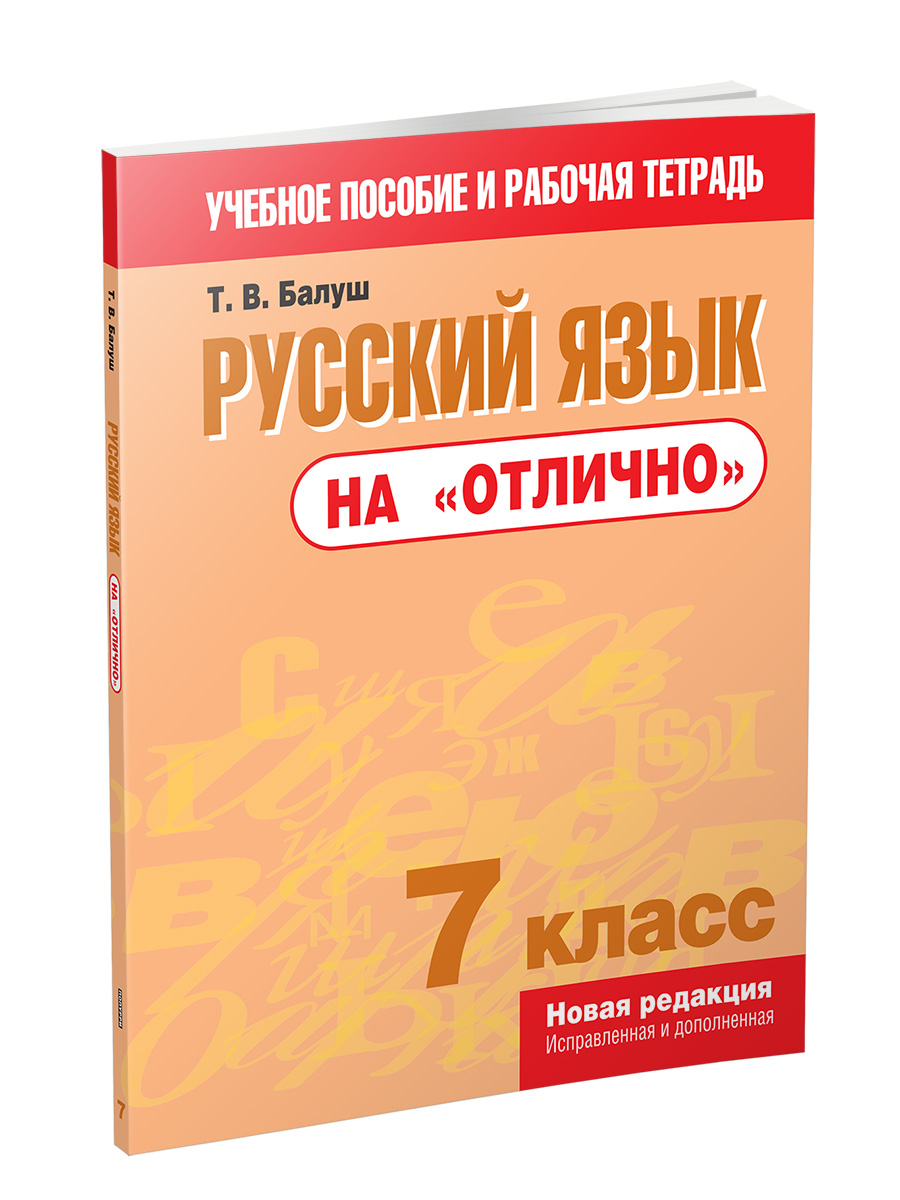 УЧЕБНОЕ ПОСОБИЕ И РАБОЧАЯ ТЕТРАДЬ
Т. В. Балуш
РУССКИЙ ЯЗЫК
НА «ОТЛИЧНО»
7 класс
Новая редакция
Исправленная и дополненная
Т. В. Балуш
РУССКИЙ ЯЗЫК
НА «ОТЛИЧНО»
7